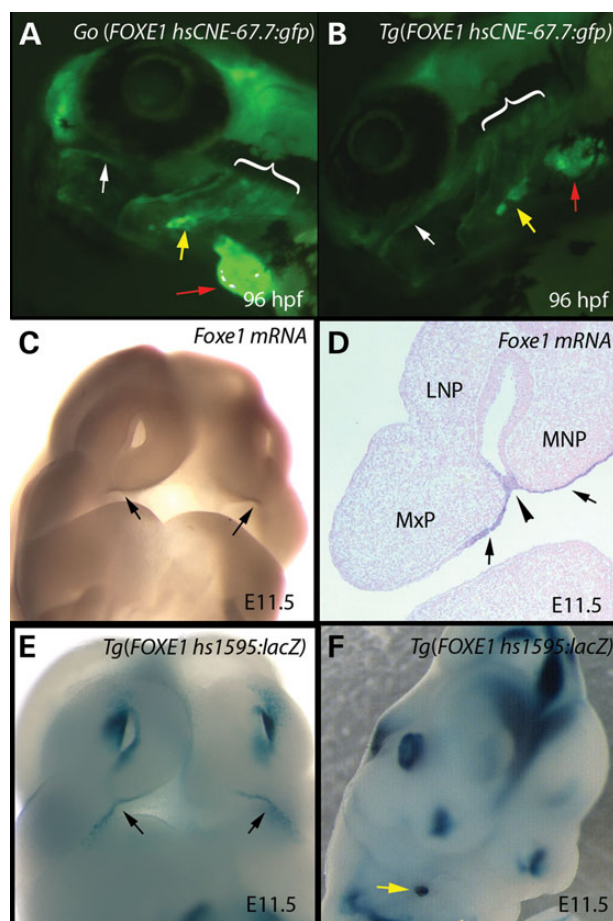 A
Go (FOXE1 hsCNE-67.7:gfp)
96 hpf
B
Tg(FOXE1 hsCNE-67.7:gfp)
96 hpf
C
Foxe1 mRNA
E11.5
D
Foxe1 mRNA
LNP
MNP
MxP
E11.5
E
Tg(FOXE1 hs1595:lacZ)
E11.5
F
Tg(FOXE1 hs1595:lacZ)
E11.5